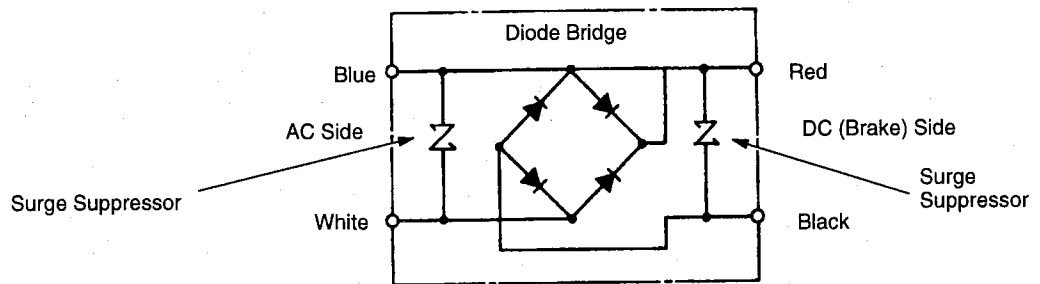 Diode Bridge
Blue
Red
AC Side
DC (Brake) Side
Surge Suppressor
Surge
Suppressor
White
Black